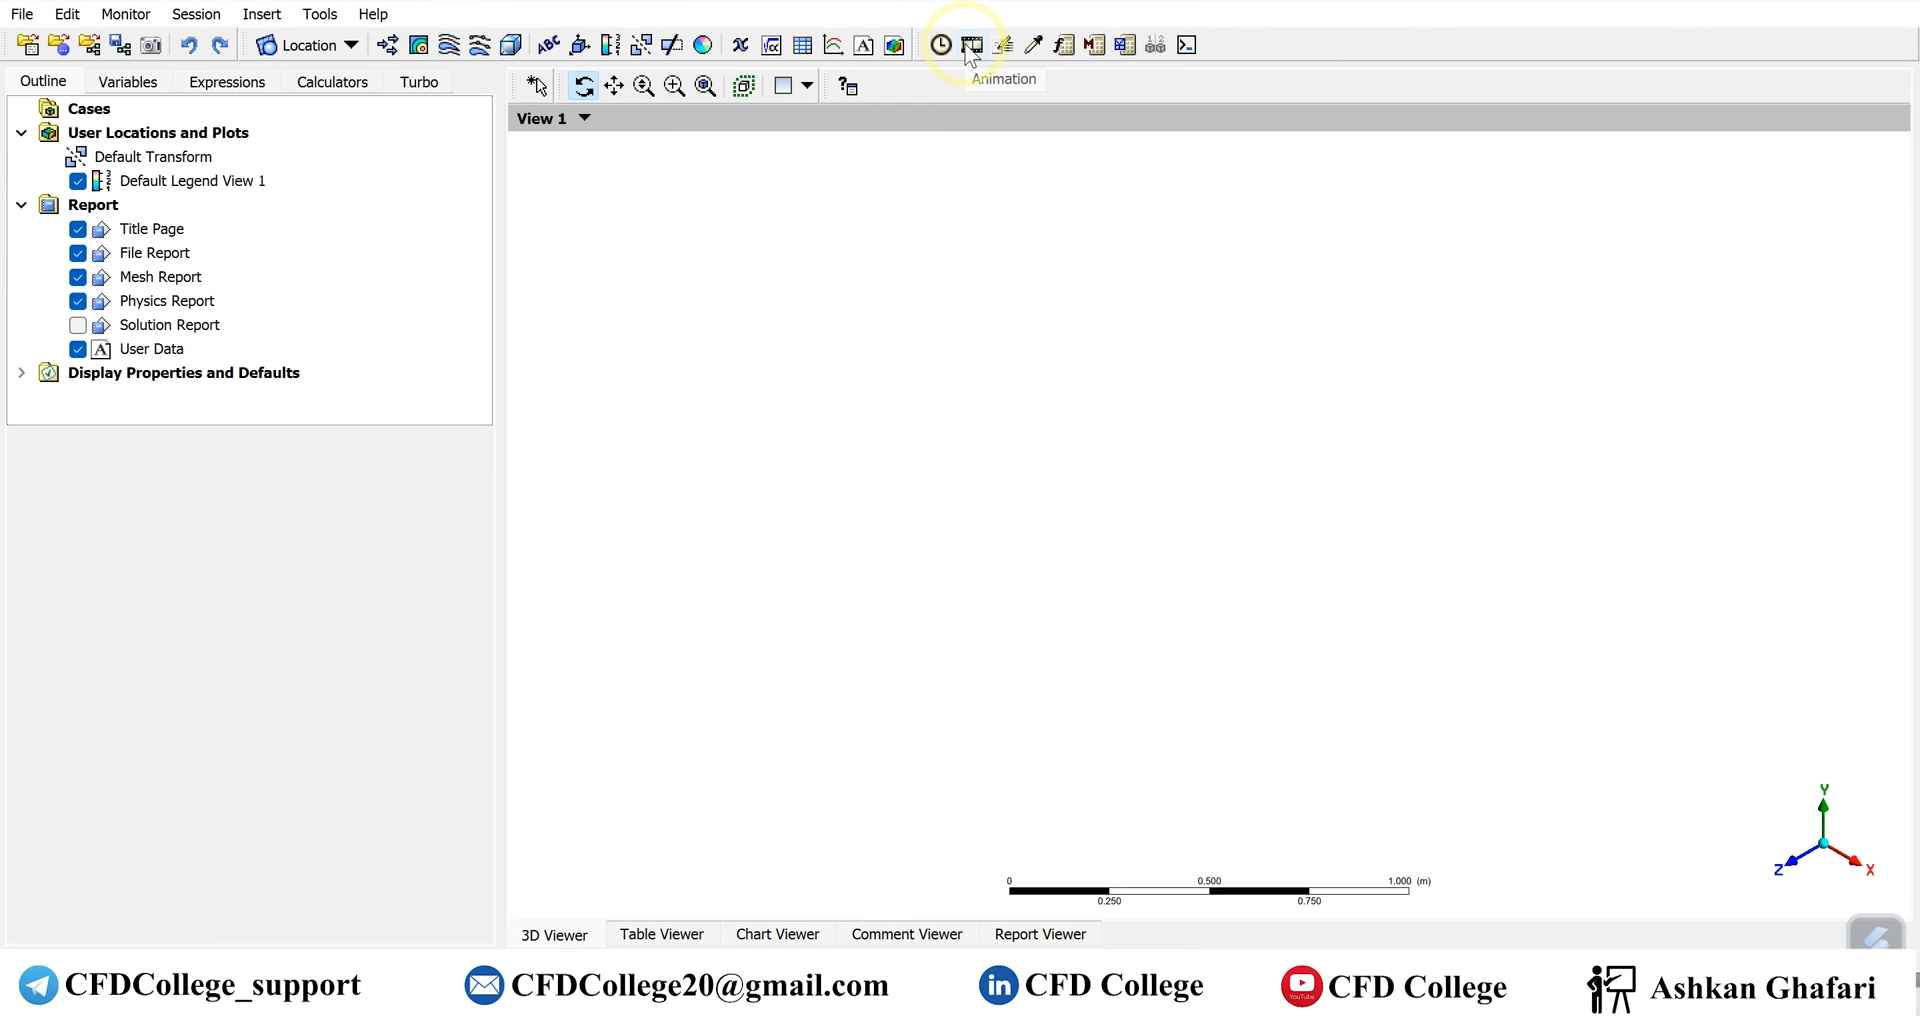 File Edit Monitor Session Insert Tools Help
Location
Animation
Outline Variables Expressions Calculators Turbo
View 1
Cases
User Locations and Plots
Default Transform
Default Legend View 1
Report
Title Page
File Report
Mesh Report
Physics Report
Solution Report
User Data
Display Properties and Defaults
Y
Z X
0 0.500 1.000 (m)
0.250 0.750
3D Viewer Table Viewer Chart Viewer Comment Viewer Report Viewer
CFDCollege_support CFDCollege20@gmail.com in CFD College YouTube CFD College Ashkan Ghafari